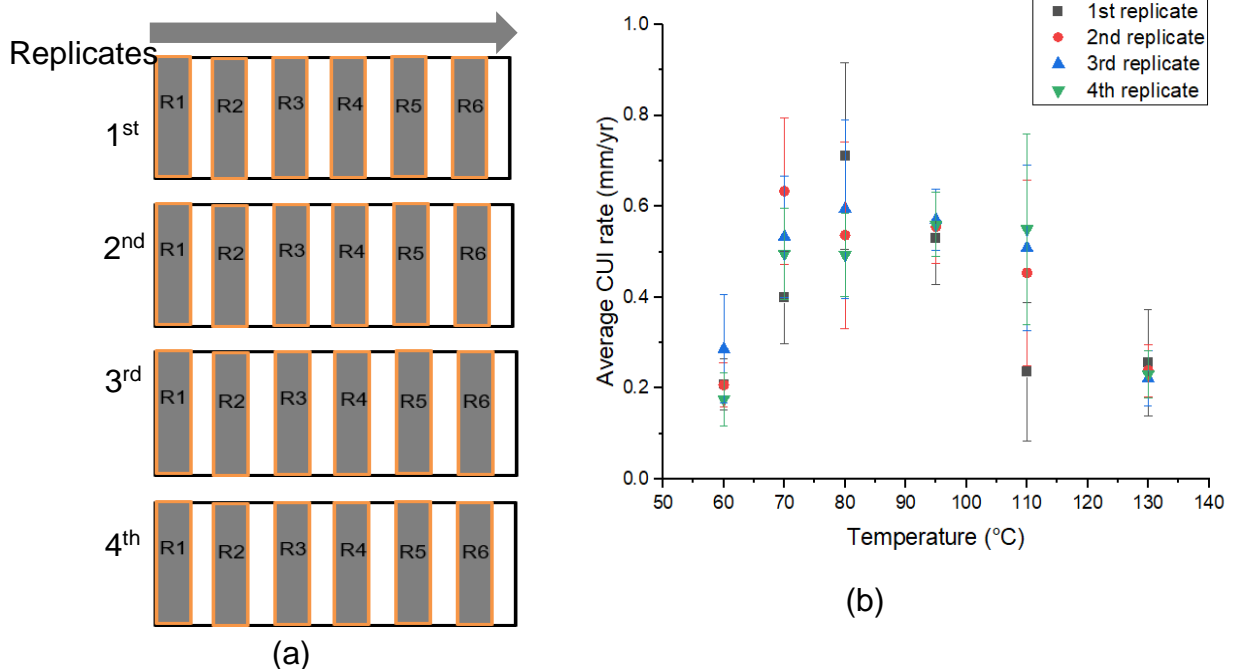 Replicates
1st
R1 R2 R3 R4 R5 R6
2nd
R1 R2 R3 R4 R5 R6
3rd
R1 R2 R3 R4 R5 R6
4th
R1 R2 R3 R4 R5 R6
(a)
1st replicate
2nd replicate
3rd replicate
4th replicate
Average CUI rate (mm/yr)
1.0
0.8
0.6
0.4
0.2
0.0
50 60 70 80 90 100 110 120 130 140
Temperature (°C)
(b)